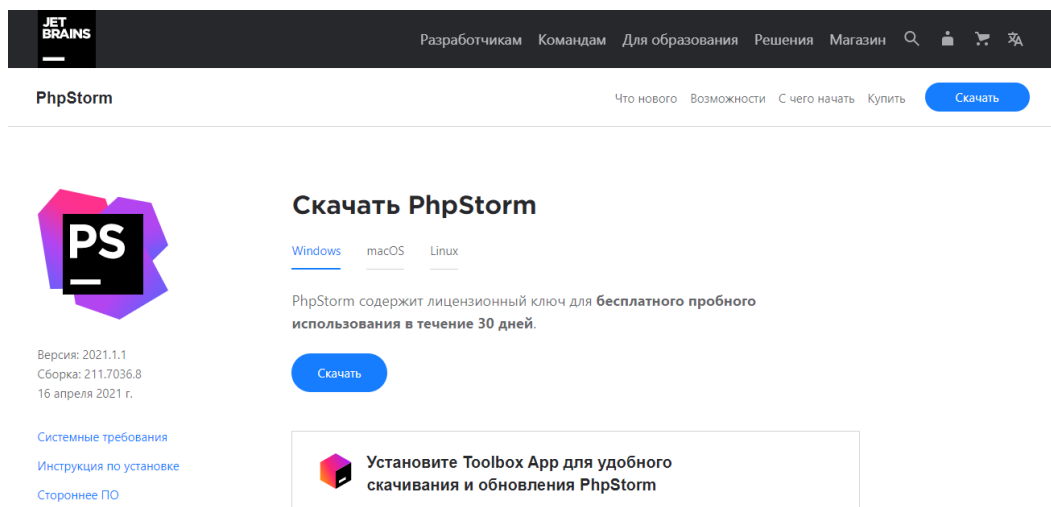 JET
BRAINS
Разработчикам Командам Для образования Решения Магазин
PhpStorm
Что нового Возможности С чего начать Купить Скачать
PS
Скачать PhpStorm
Windows macOS Linux
PhpStorm содержит лицензионный ключ для бесплатного пробного
использования в течение 30 дней.
Скачать
Версия: 2021.1.1
Сборка: 211.7036.8
16 апреля 2021 г.
Системные требования
Инструкция по установке
Стороннее ПО
Установите Toolbox App для удобного
скачивания и обновления PhpStorm